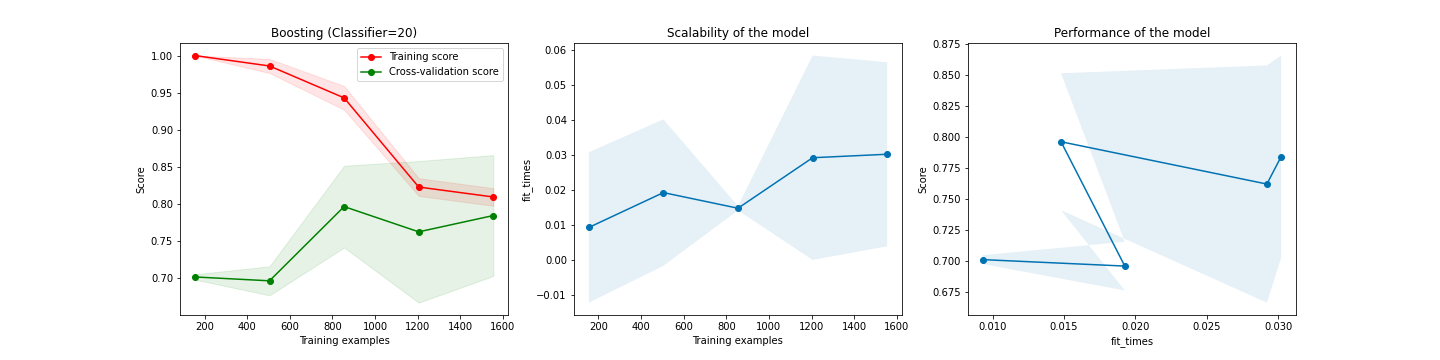 Boosting (Classifier=20)
Training score
Cross-validation score
1.00
0.95
0.90
0.85
0.80
0.75
0.70
Score
200 400 600 800 1000 1200 1400 1600
Training examples
Scalability of the model
0.06
0.05
0.04
0.03
0.02
0.01
0.00
−0.01
fit_times
200 400 600 800 1000 1200 1400 1600
Training examples
Performance of the model
0.875
0.850
0.825
0.800
0.775
0.750
0.725
0.700
0.675
Score
0.010 0.015 0.020 0.025 0.030
fit_times